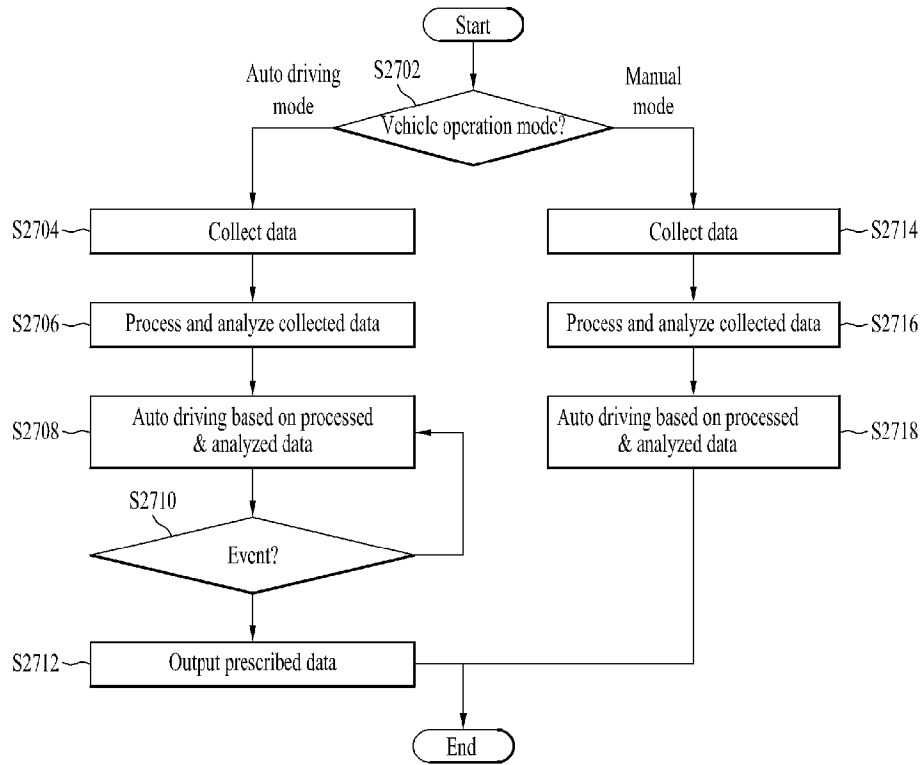 Start
S2702
Auto driving
mode
Manual
mode
Vehicle operation mode?
S2704
Collect data
Collect data
S2714
S2706
Process and analyze collected data
Process and analyze collected data
S2716
S2708
Auto driving based on processed
& analyzed data
Auto driving based on processed
& analyzed data
S2718
S2710
Event?
S2712
Output prescribed data
End